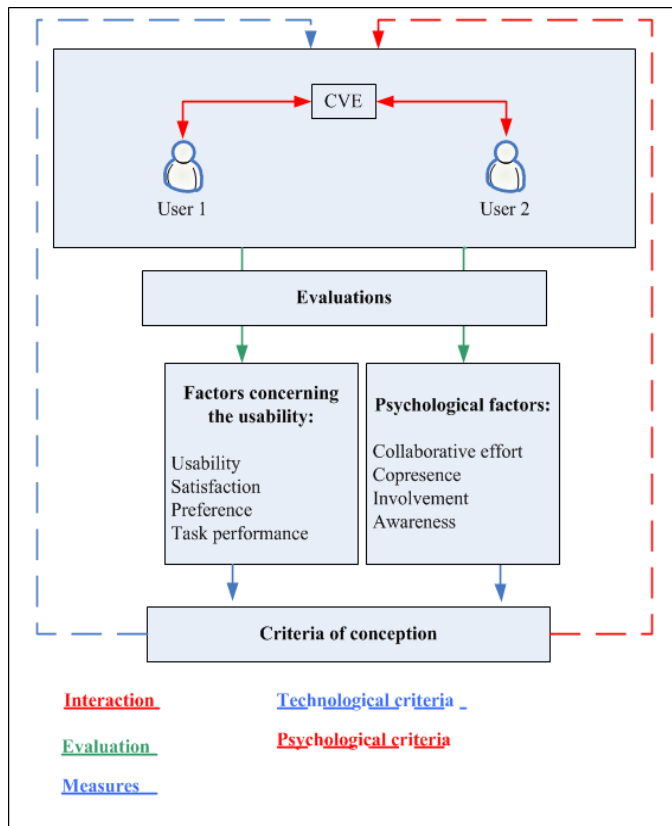 CVE
User 1
User 2
Evaluations
Factors concerning
the usability:
Usability
Satisfaction
Preference
Task performance
Psychological factors:
Collaborative effort
Copresence
Involvement
Awareness
Criteria of conception
Interaction
Technological criteria
Psychological criteria
Evaluation
Measures